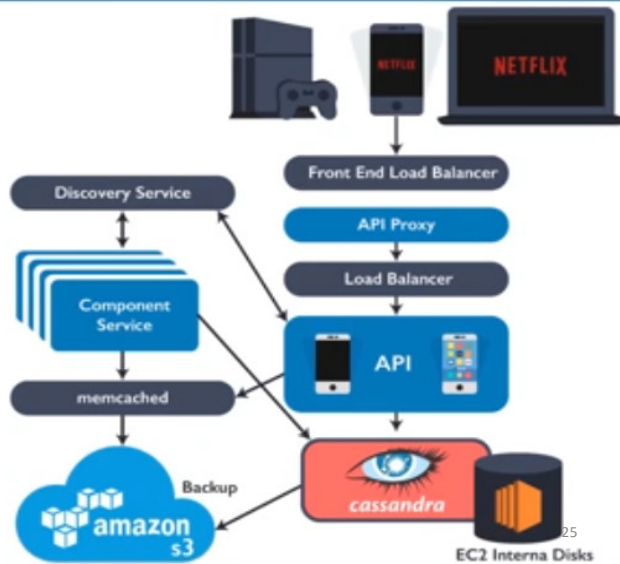 NETFLIX
NETFLIX
Front End Load Balancer
Discovery Service
API Proxy
Load Balancer
Component
Service
API
memcached
Backup
cassandra
amazon
s3
25
EC2 Interna Disks